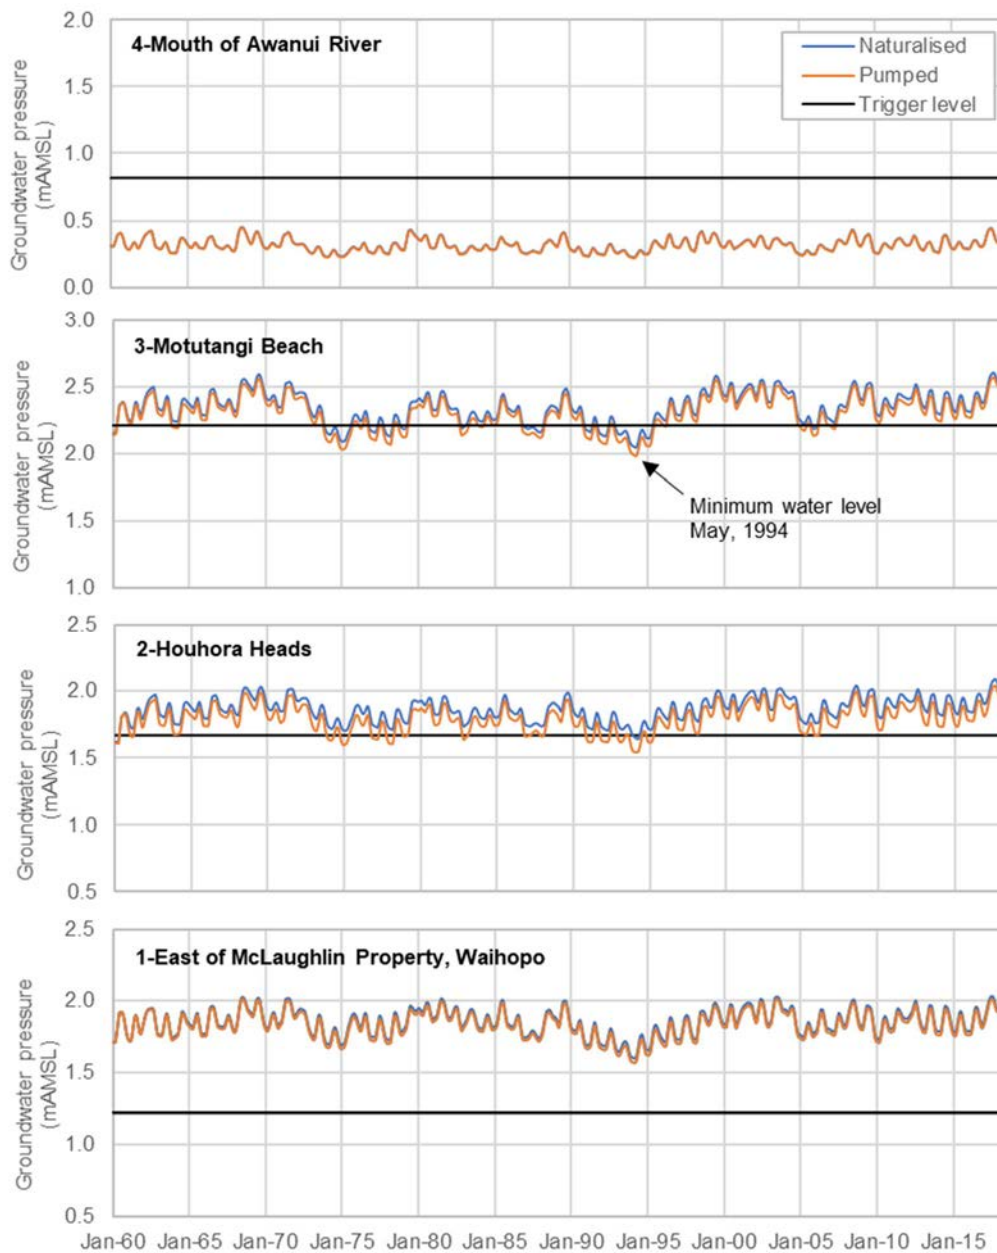 4-Mouth of Awanui River
Naturalised
Pumped
Trigger level
Groundwater pressure
(mAMSL)
2.0
1.5
1.0
0.5
0.0
3-Motutangi Beach
Minimum water level
May, 1994
Groundwater pressure
(mAMSL)
3.0
2.5
2.0
1.5
1.0
2-Houhora Heads
Groundwater pressure
(mAMSL)
2.5
2.0
1.5
1.0
0.5
1-East of McLaughlin Property, Waihopo
Groundwater pressure
(mAMSL)
2.5
2.0
1.5
1.0
0.5
Jan-60 Jan-65 Jan-70 Jan-75 Jan-80 Jan-85 Jan-90 Jan-95 Jan-00 Jan-05 Jan-10 Jan-15